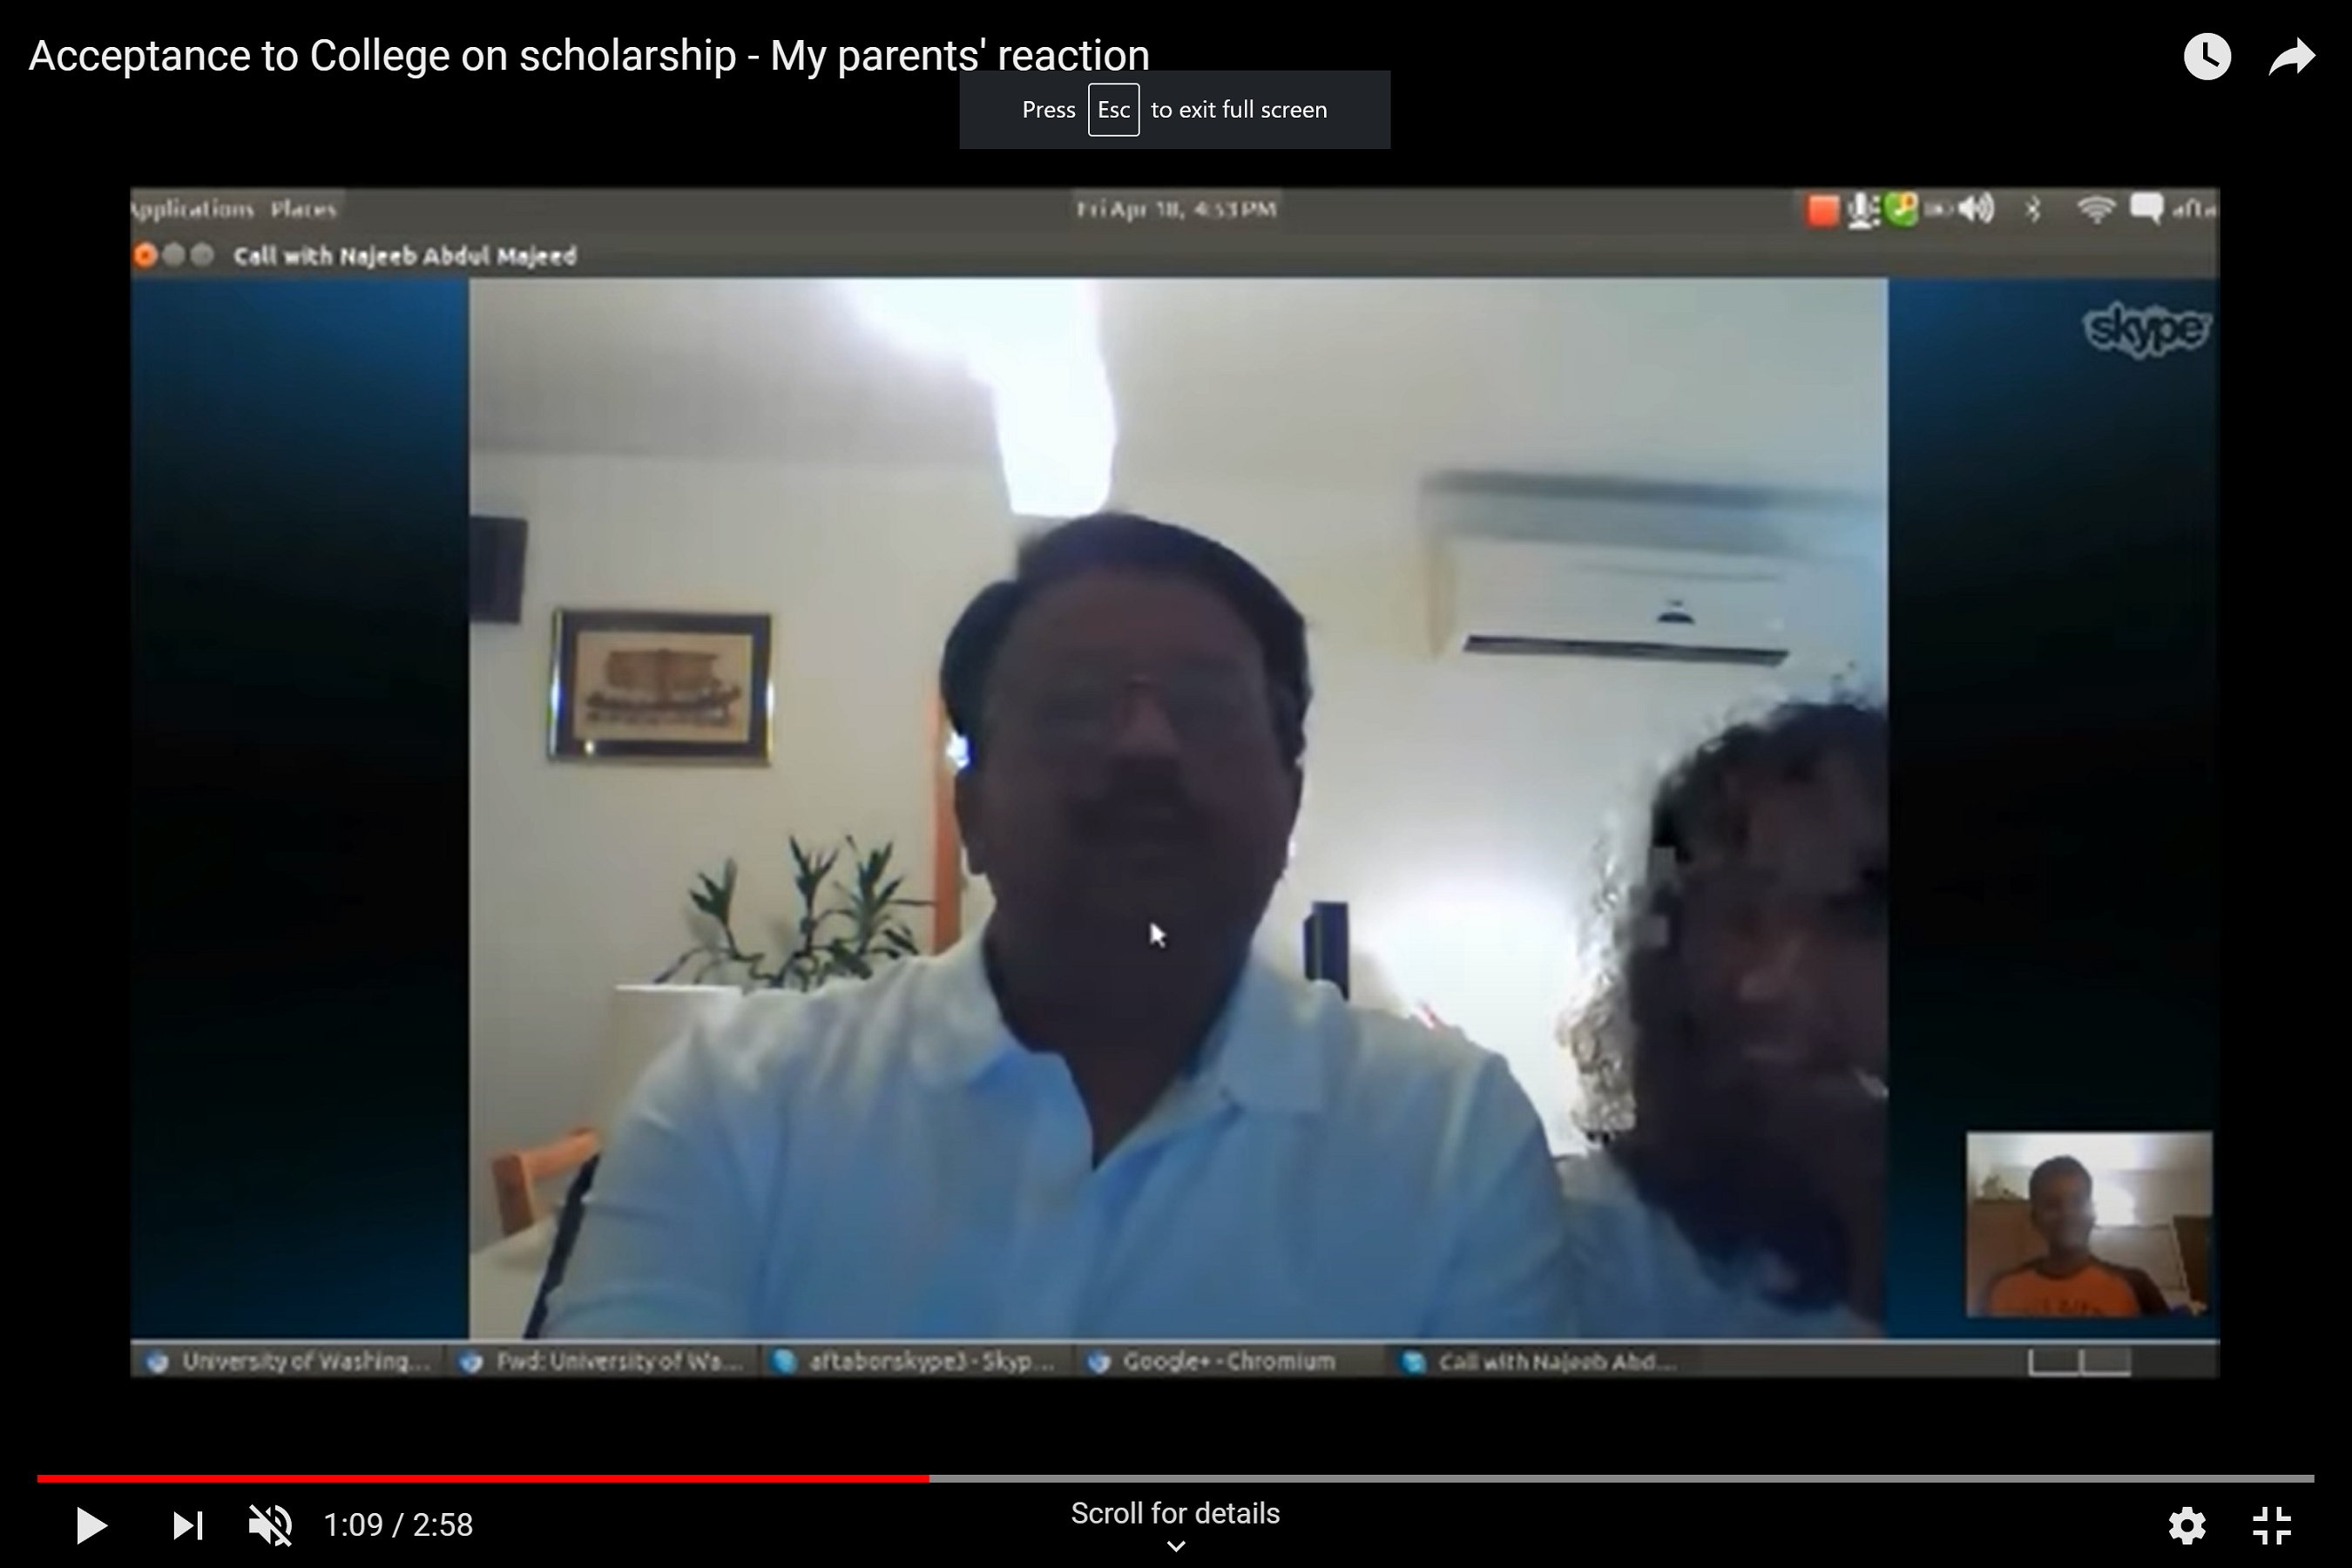 Acceptance to College on scholarship - My parents' reaction
Press Esc to exit full screen
Applications Places Fri Apr 18, 4:53 PM afta
Call with Najeeb Abdul Majeed
skype
University of Washing... Fwd: University of Wa... aftabonskype3 - Skyp... Google+ - Chromium Call with Najeeb Abd...
1:09 / 2:58
Scroll for details